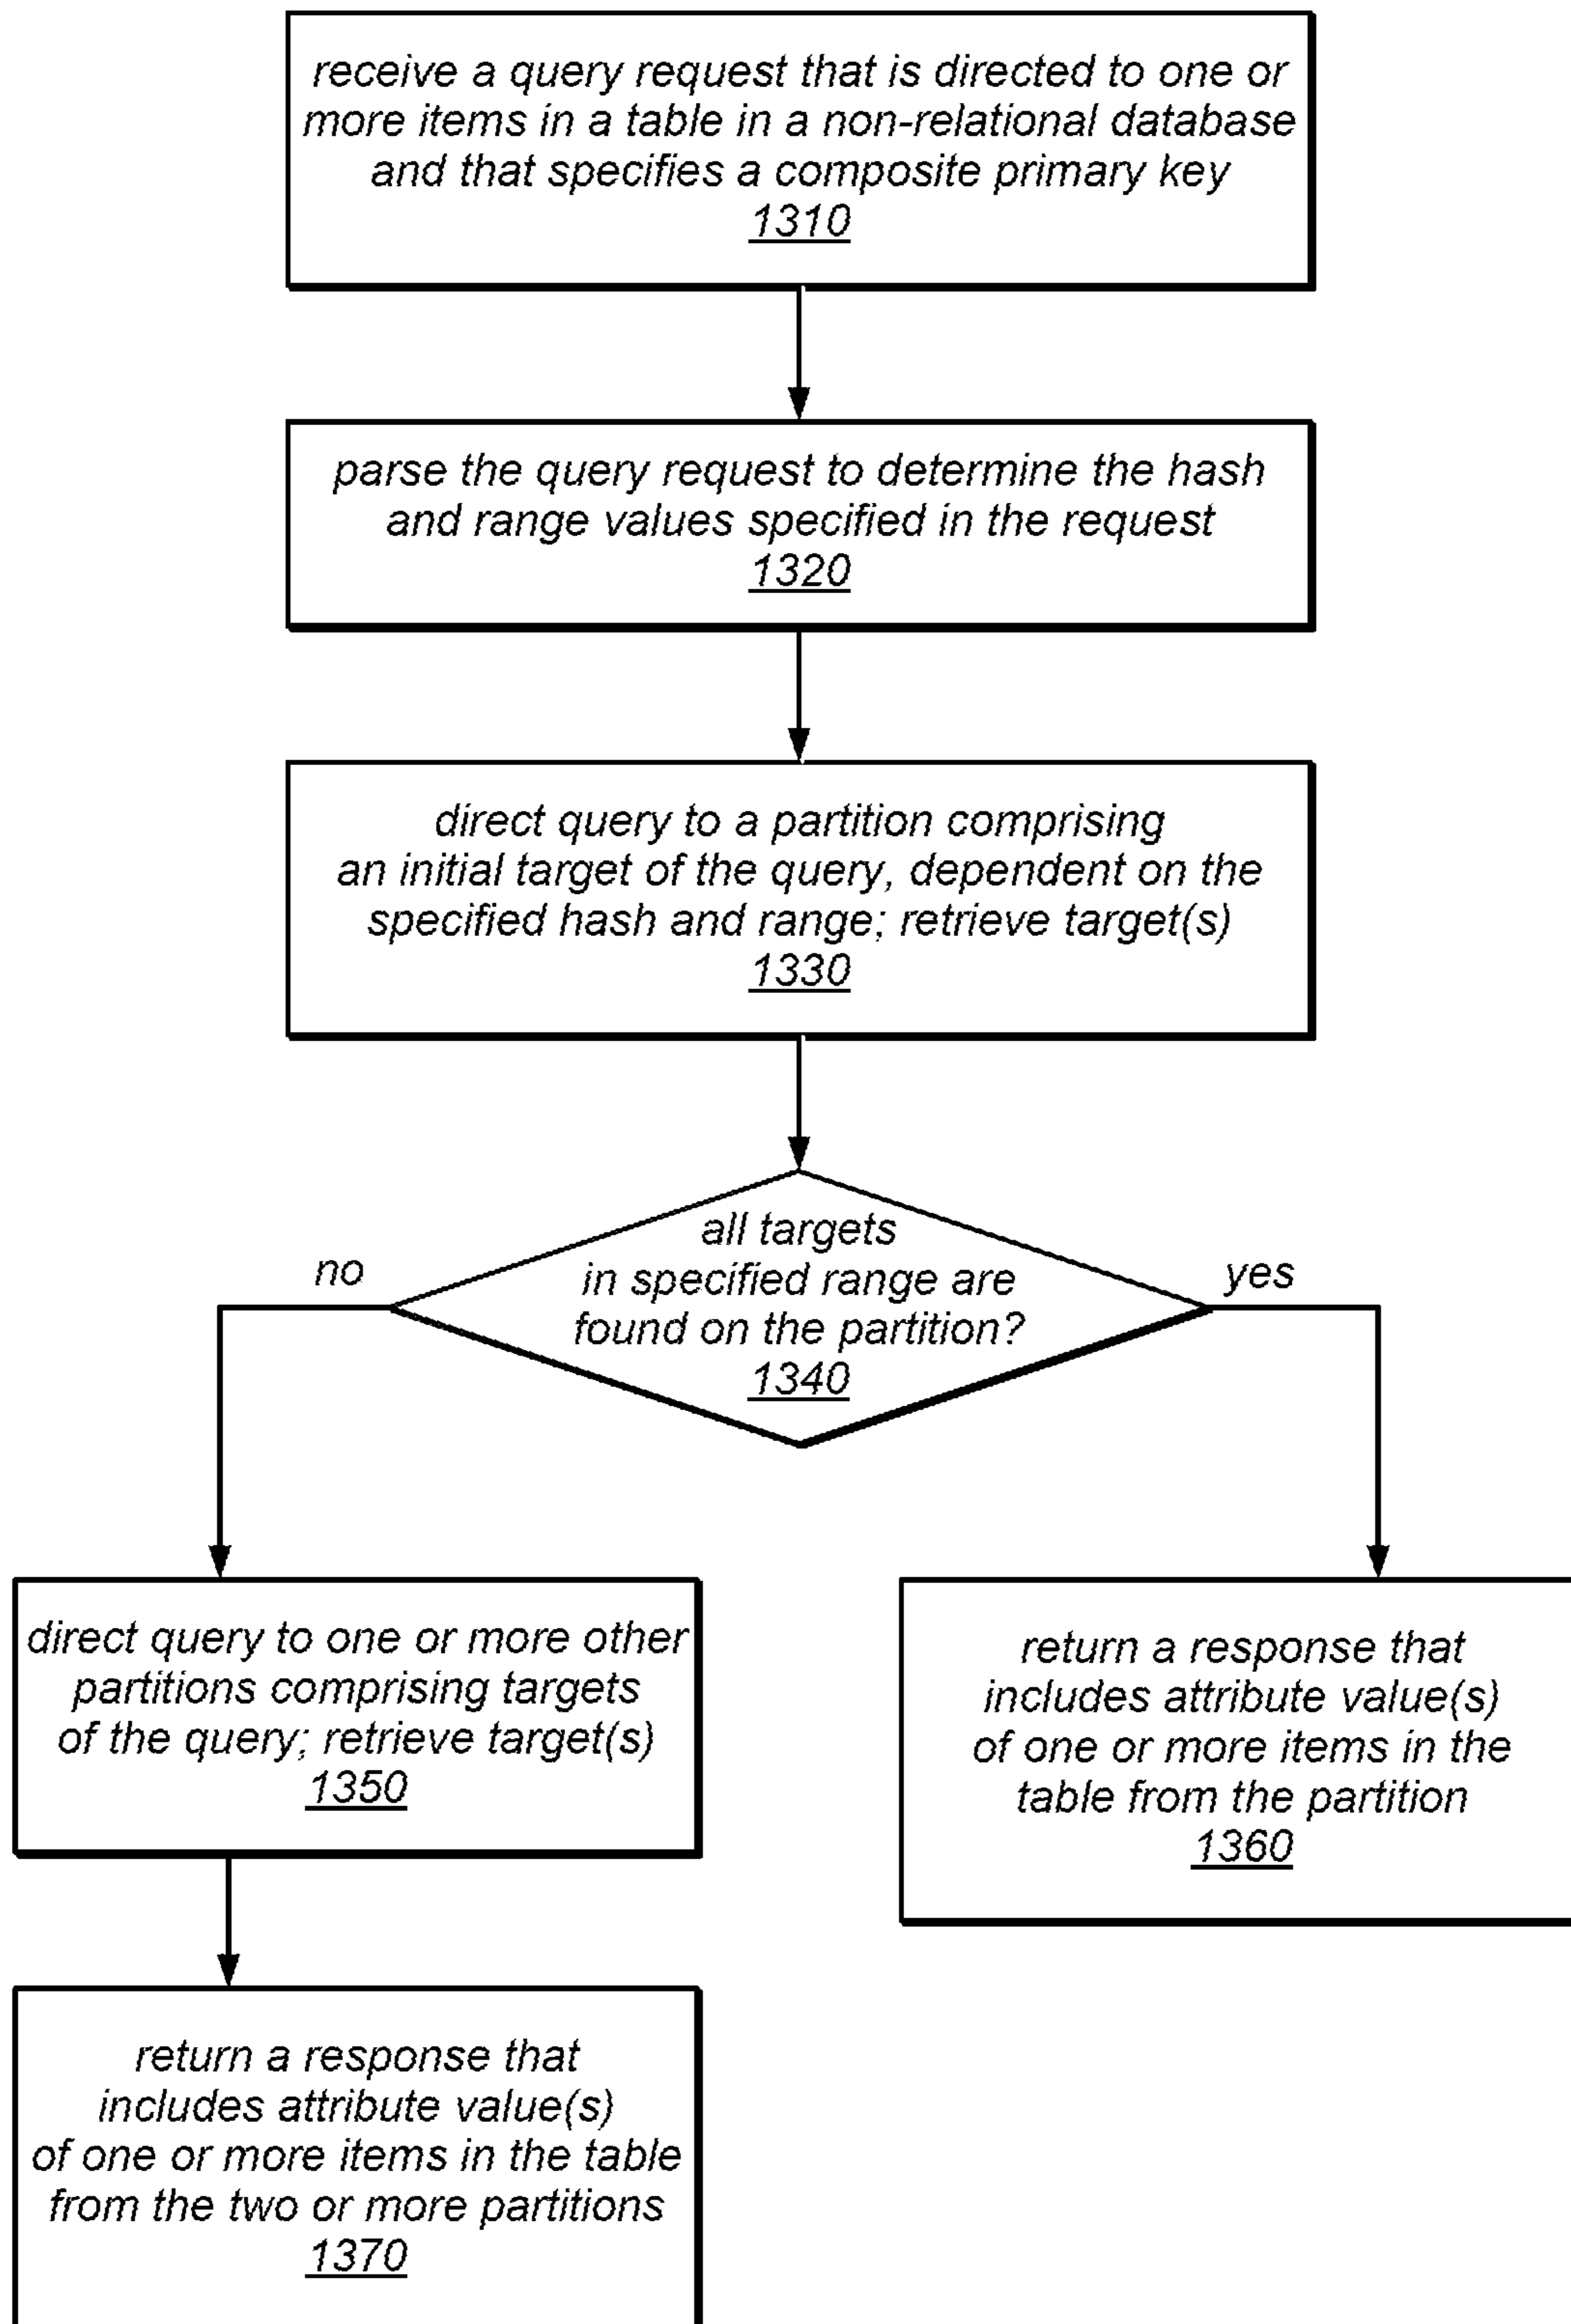 receive a query request that is directed to one or
more items in a table in a non-relational database
and that specifies a composite primary key
1310
parse the query request to determine the hash
and range values specified in the request
1320
direct query to a partition comprising
an initial target of the query, dependent on the
specified hash and range; retrieve target(s)
1330
all targets
in specified range are
found on the partition?
1340
no
yes
direct query to one or more other
partitions comprising targets
of the query; retrieve target(s)
1350
return a response that
includes attribute value(s)
of one or more items in the
table from the partition
1360
return a response that
includes attribute value(s)
of one or more items in the table
from the two or more partitions
1370